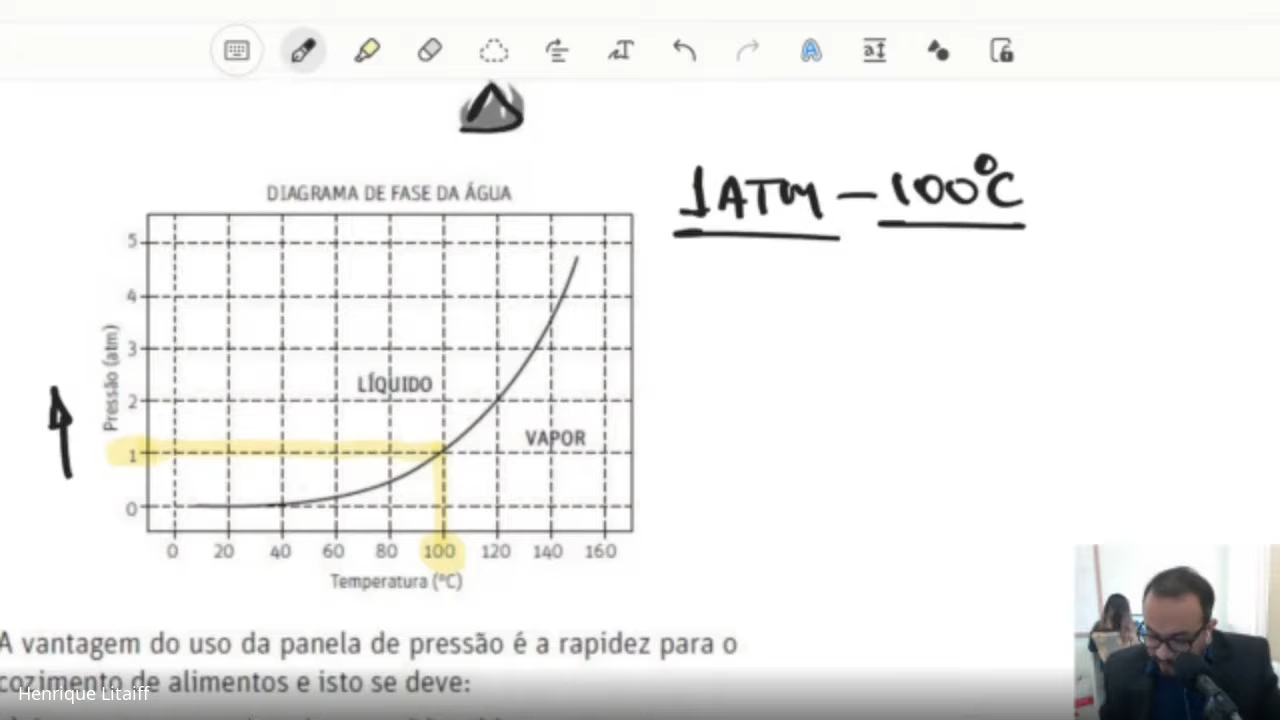 DIAGRAMA DE FASE DA ÁGUA
1 ATM – 100°C
5
4
3
2
1
0
Pressão (atm)
LÍQUIDO
VAPOR
0 20 40 60 80 100 120 140 160
Temperatura (°C)
A vantagem do uso da panela de pressão é a rapidez para o
cozimento de alimentos e isto se deve:
Henrique Litaiff